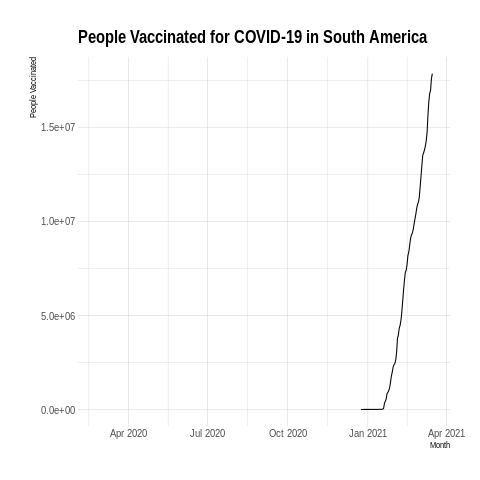 People Vaccinated for COVID-19 in South America
People Vaccinated
1.5e+07
1.0e+07
5.0e+06
0.0e+00
Apr 2020 Jul 2020 Oct 2020 Jan 2021 Apr 2021
Month